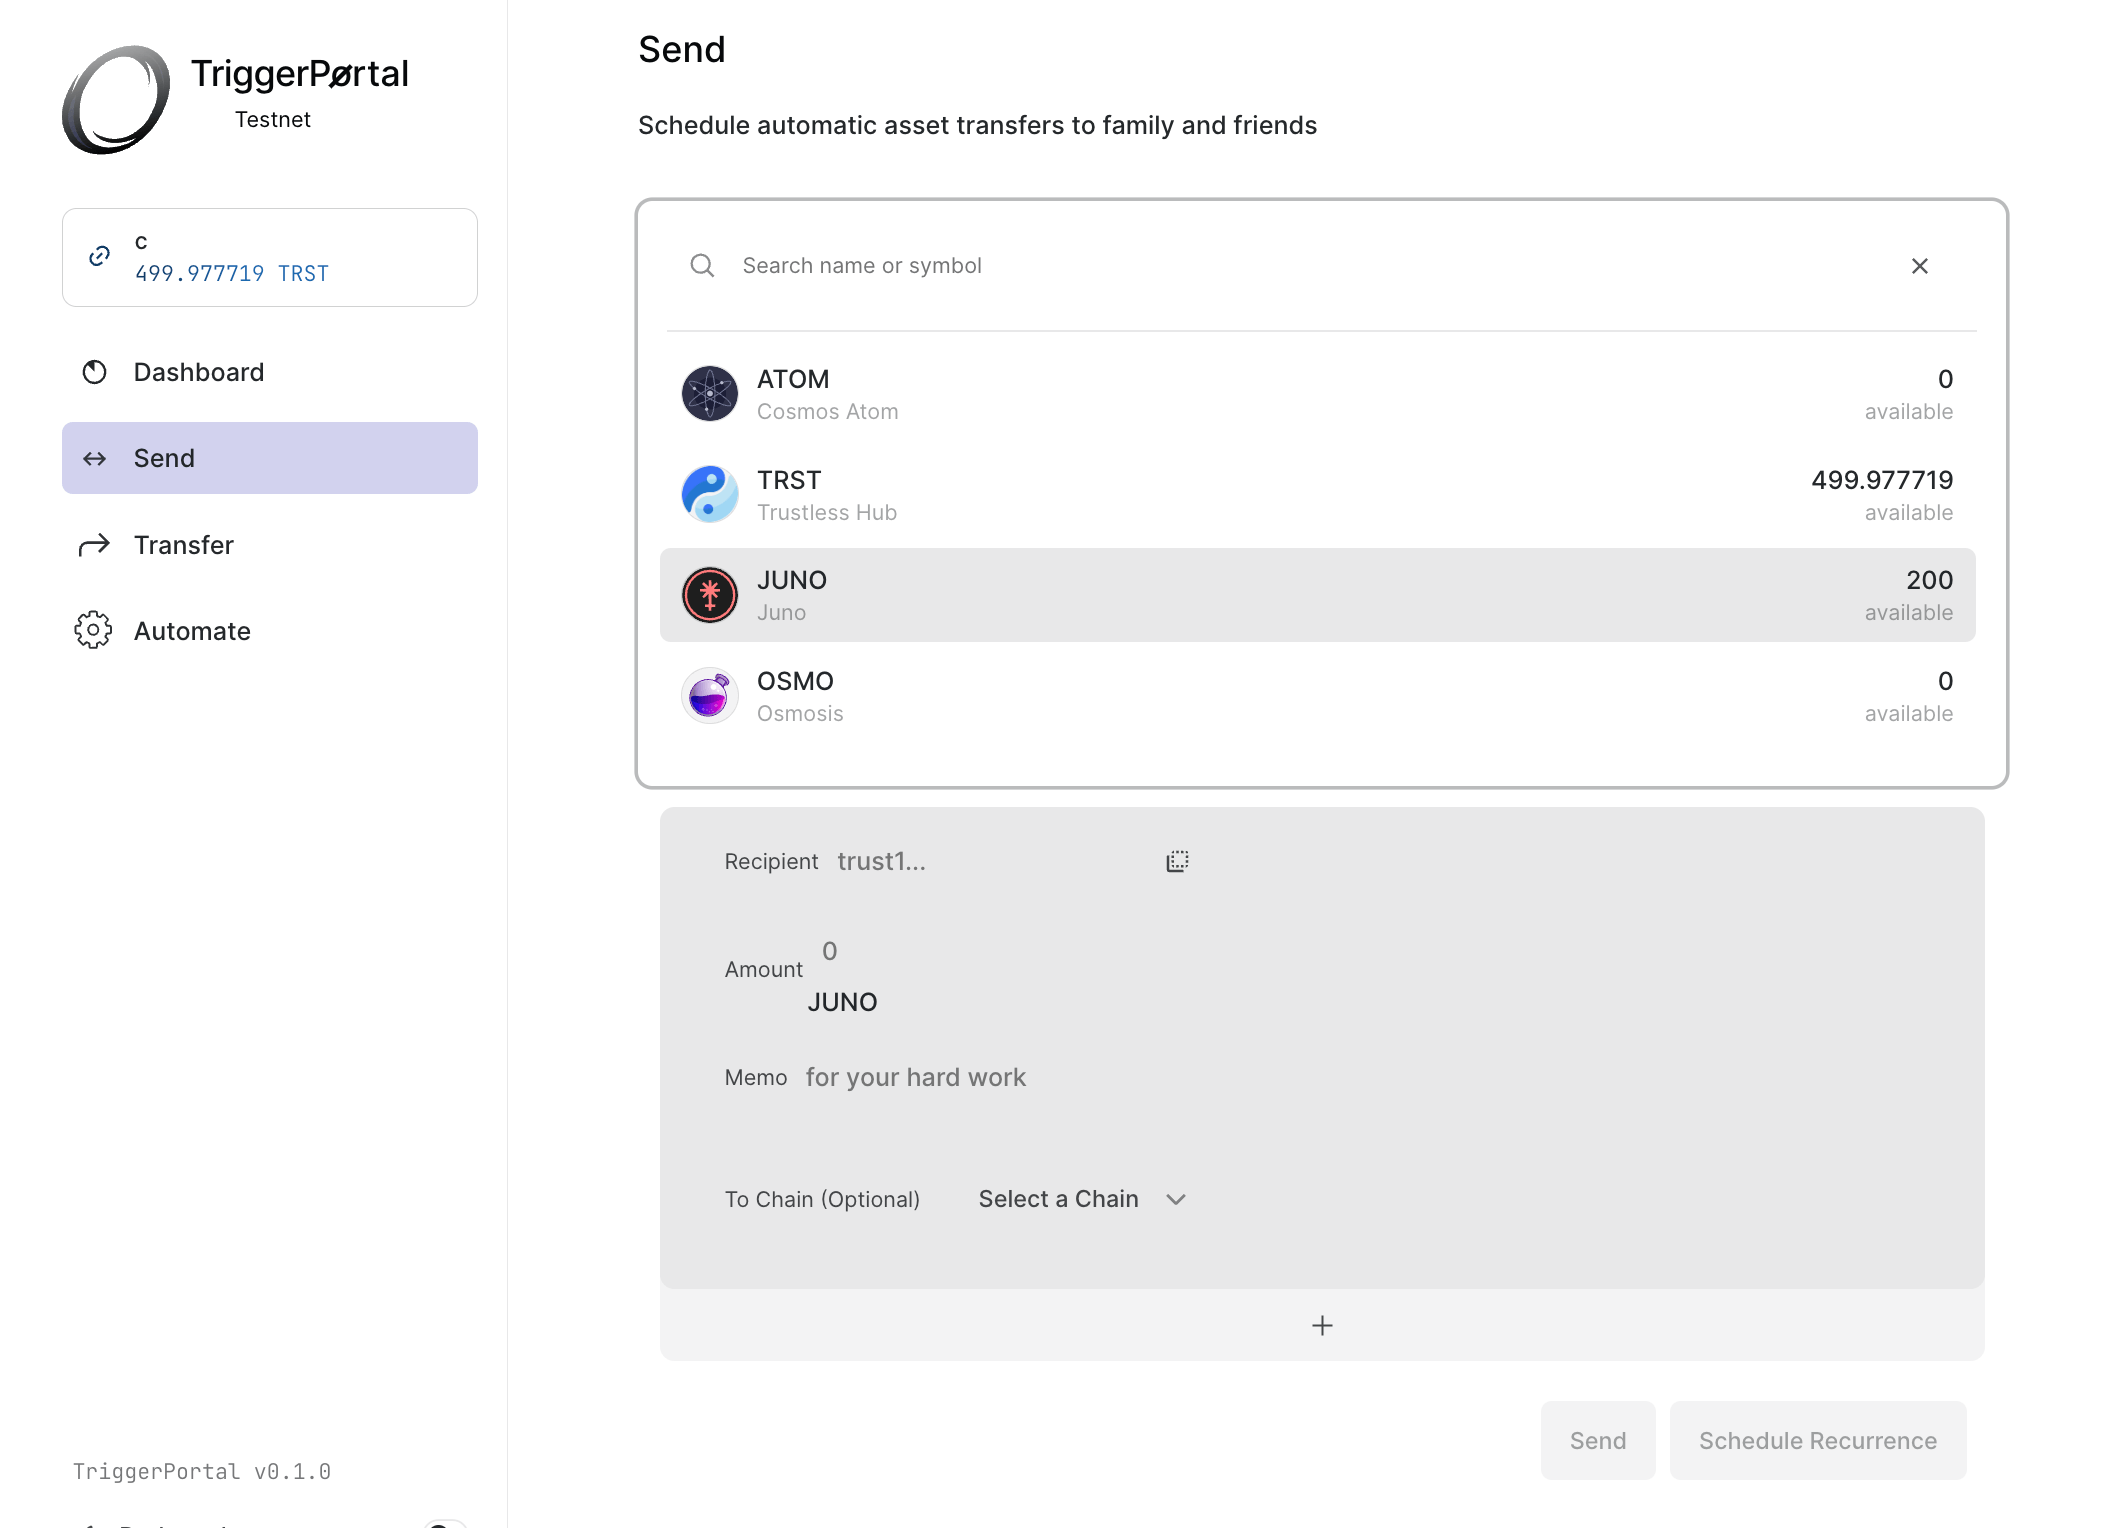 TriggerPørtal
Testnet
c
499.977719 TRST
Dashboard
Send
Transfer
Automate
TriggerPortal v0.1.0
Send
Schedule automatic asset transfers to family and friends
Search name or symbol
ATOM
0
Cosmos Atom
available
TRST
499.977719
Trustless Hub
available
JUNO
200
Juno
available
OSMO
0
Osmosis
available
Recipient trust1...
0
Amount
JUNO
Memo for your hard work
To Chain (Optional) Select a Chain
Send Schedule Recurrence